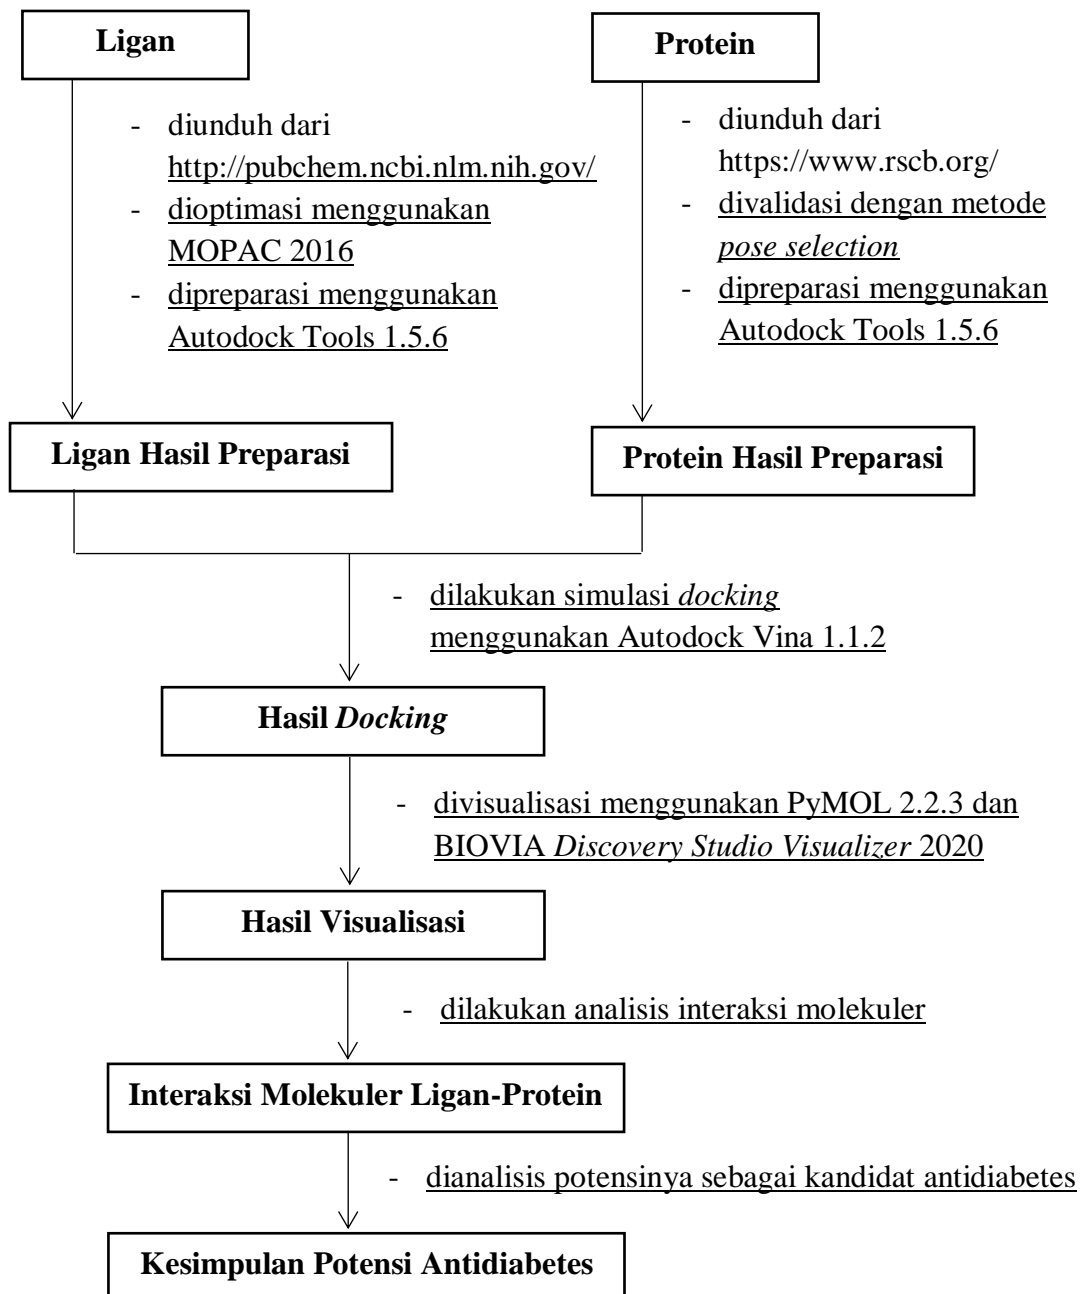 Ligan
- diunduh dari
http://pubchem.ncbi.nlm.nih.gov/
- dioptimasi menggunakan
MOPAC 2016
- dipreparasi menggunakan
Autodock Tools 1.5.6
Protein
- diunduh dari
https://www.rscb.org/
- divalidasi dengan metode
pose selection
- dipreparasi menggunakan
Autodock Tools 1.5.6
Ligan Hasil Preparasi
Protein Hasil Preparasi
- dilakukan simulasi docking
menggunakan Autodock Vina 1.1.2
Hasil Docking
- divisualisasi menggunakan PyMOL 2.2.3 dan
BIOVIA Discovery Studio Visualizer 2020
Hasil Visualisasi
- dilakukan analisis interaksi molekuler
Interaksi Molekuler Ligan-Protein
- dianalisis potensinya sebagai kandidat antidiabetes
Kesimpulan Potensi Antidiabetes